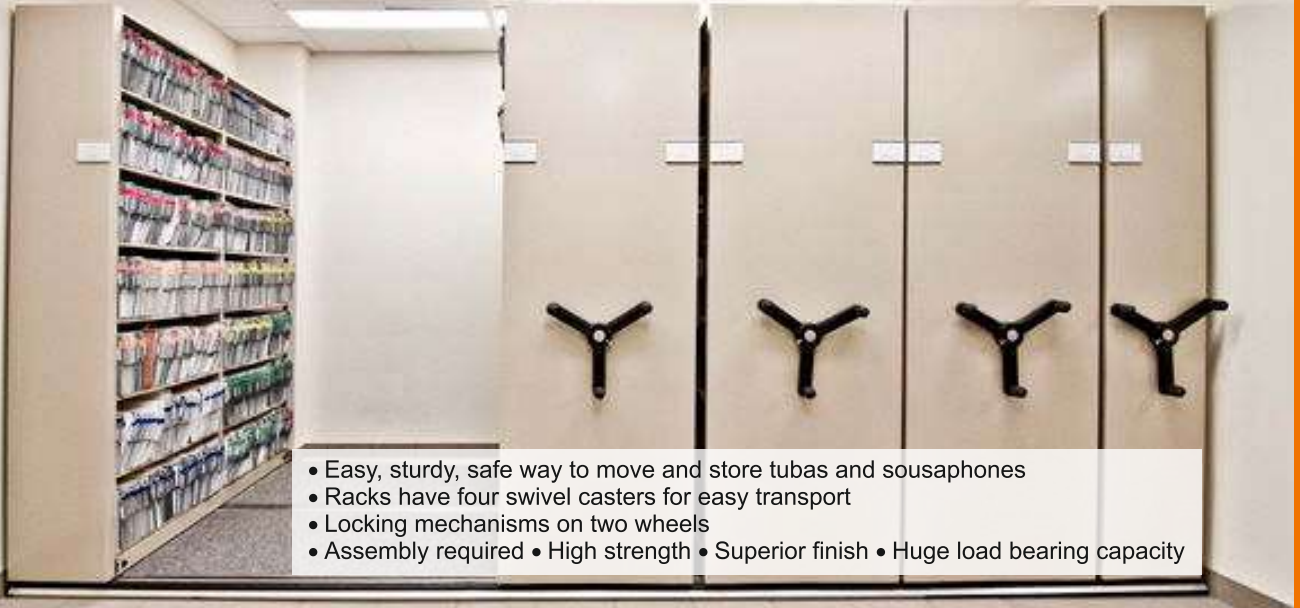 • Easy, sturdy, safe way to move and store tubas and sousaphones
• Racks have four swivel casters for easy transport
• Locking mechanisms on two wheels
• Assembly required • High strength • Superior finish • Huge load bearing capacity